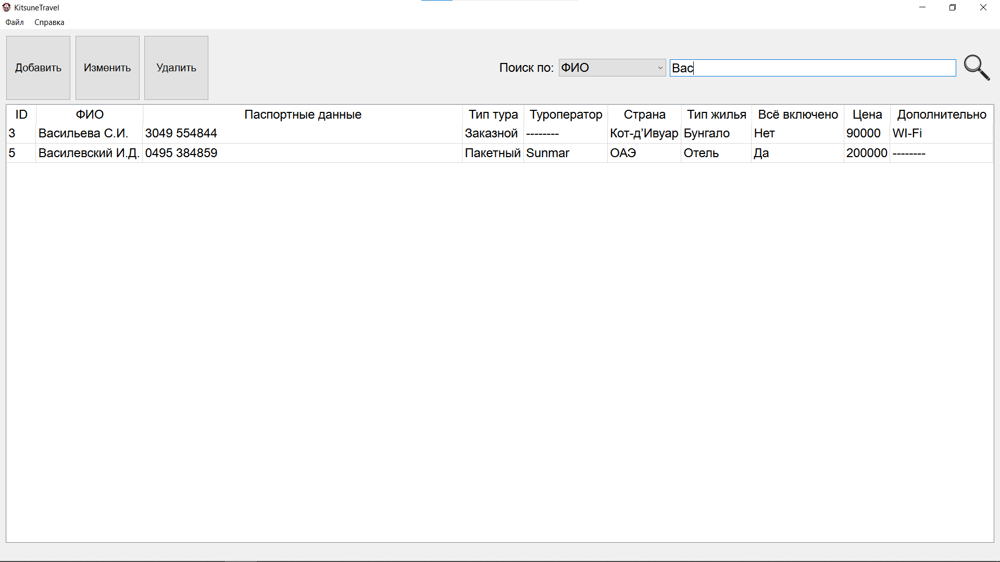 KitsuneTravel
Файл Справка
Добавить Изменить Удалить Поиск по: ФИО Вас
ID ФИО Паспортные данные Тип тура Туроператор Страна Тип жилья Всё включено Цена Дополнительно
3 Васильева С.И. 3049 554844 Заказной -------- Кот-д’Ивуар Бунгало Нет 90000 WI-Fi
5 Василевский И.Д. 0495 384859 Пакетный Sunmar ОАЭ Отель Да 200000 --------